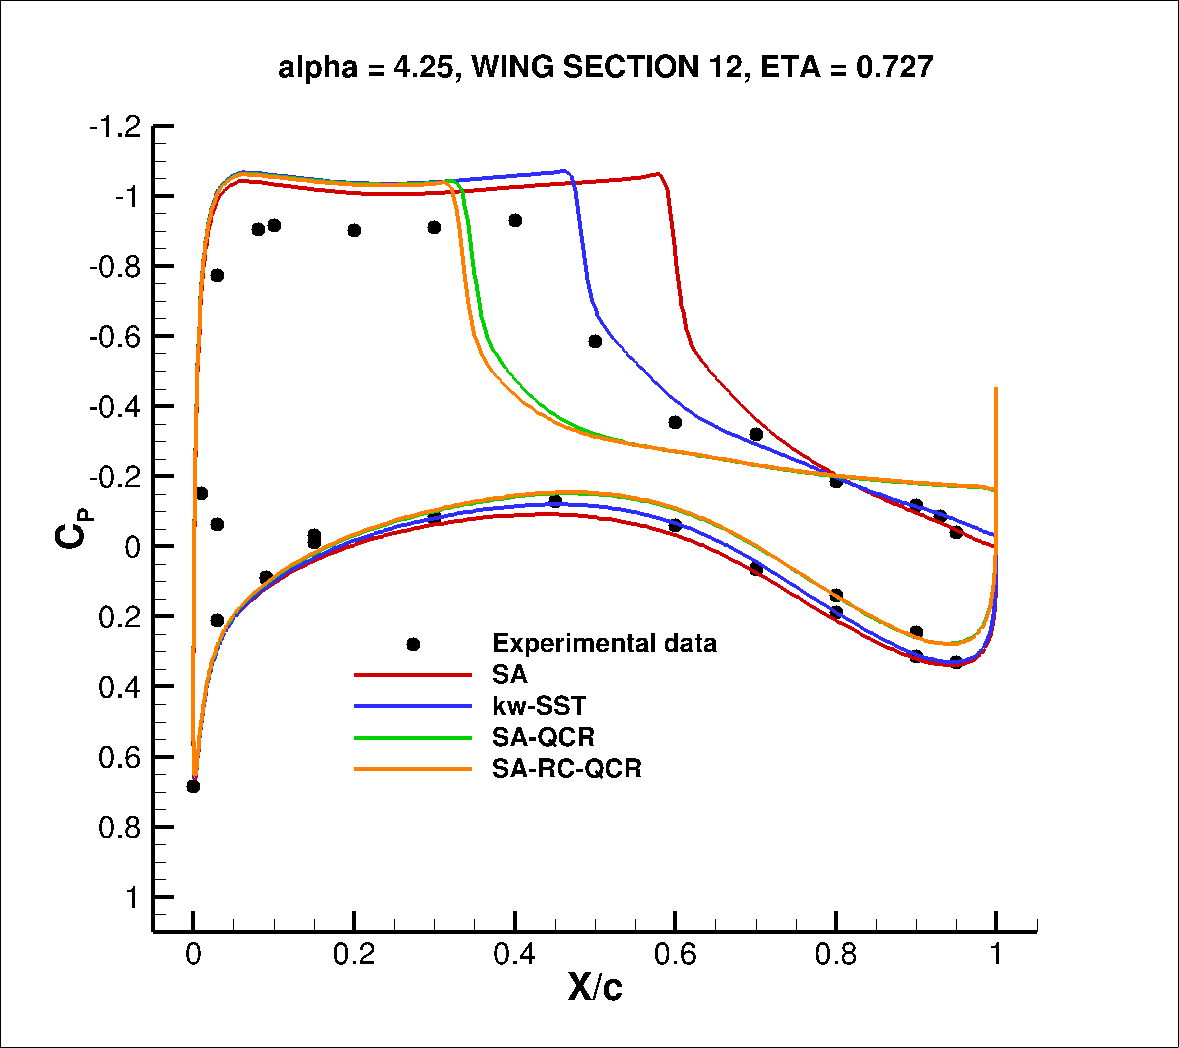 alpha = 4.25, WING SECTION 12, ETA = 0.727
-1.2
-1
-0.8
-0.6
-0.4
-0.2
0
0.2
0.4
0.6
0.8
1
CP
Experimental data
SA
kw-SST
SA-QCR
SA-RC-QCR
0 0.2 0.4 0.6 0.8 1
X/c